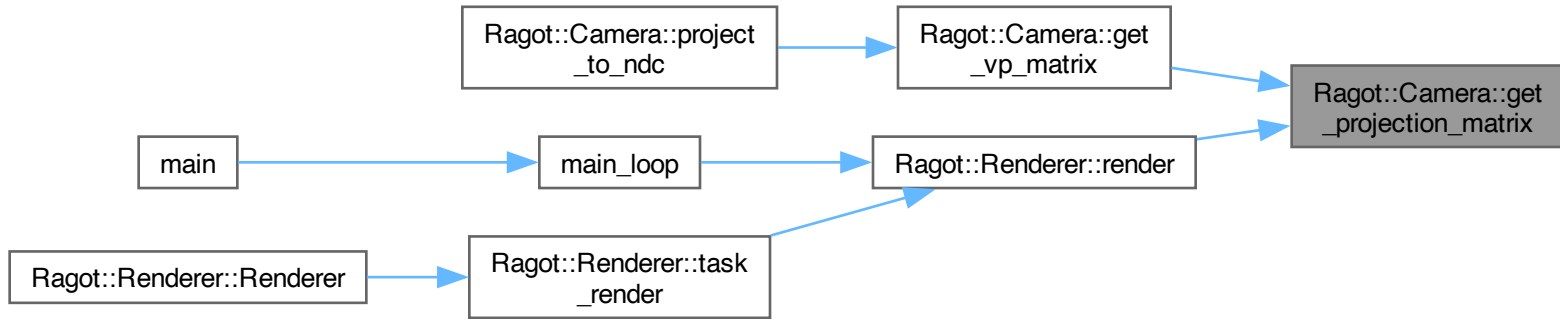 Ragot::Camera::project
_to_ndc
Ragot::Camera::get
_vp_matrix
Ragot::Camera::get
_projection_matrix
main
main_loop
Ragot::Renderer::render
Ragot::Renderer::Renderer
Ragot::Renderer::task
_render